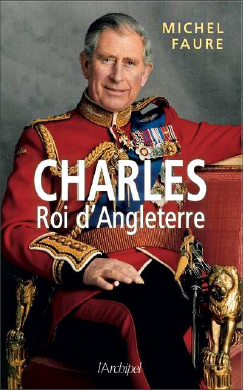 MICHEL
FAURE
CHARLES
Roi d'Angleterre
l'Archipel